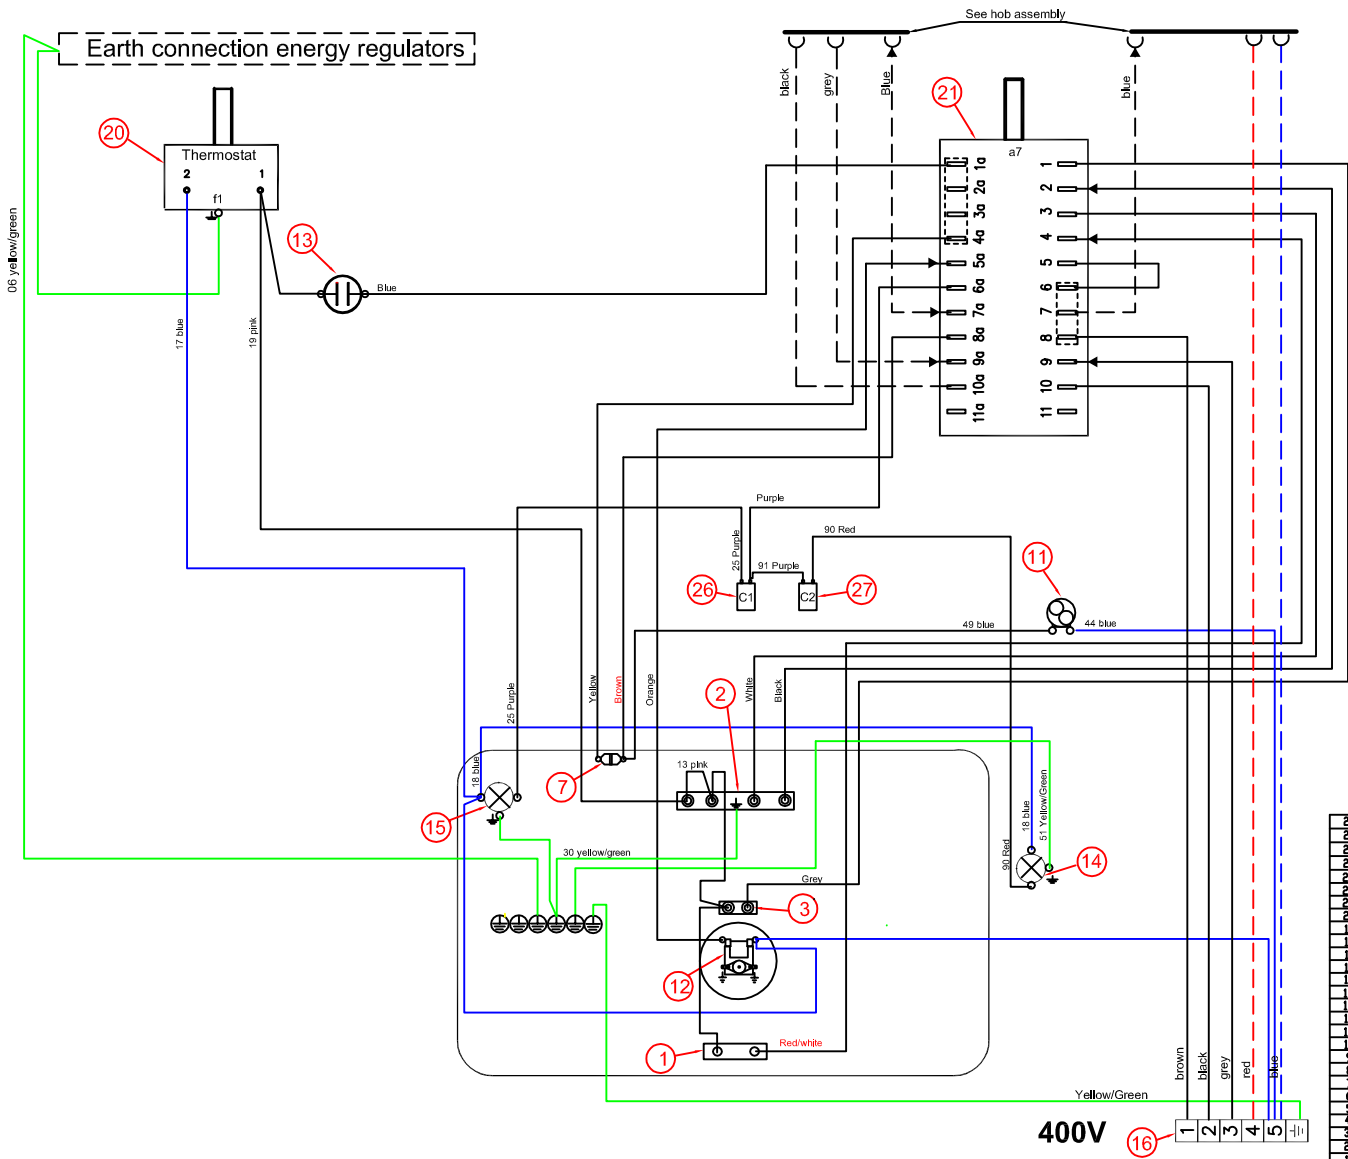 See hob assembly
Earth connection energy regulators
black
grey
Blue
blue
21
a7
20
Thermostat
2
1
f1
1a
2a
3a
4a
5a
6a
7a
8a
9a
10a
11a
1
2
3
4
5
6
7
8
9
10
11
06 yellow/green
13
Blue
17 blue
19 pink
Purple
90 Red
25 Purple
91 Purple
26
C1
C2
27
11
49 blue
44 blue
25 Purple
Yellow
Brown
Orange
2
White
Black
18 blue
7
13 pink
15
30 yellow/green
18 blue
51 Yellow/Green
90 Red
14
Grey
3
12
1
Red/white
brown
black
grey
red
blue
Yellow/Green
400V
16
1
2
3
4
5